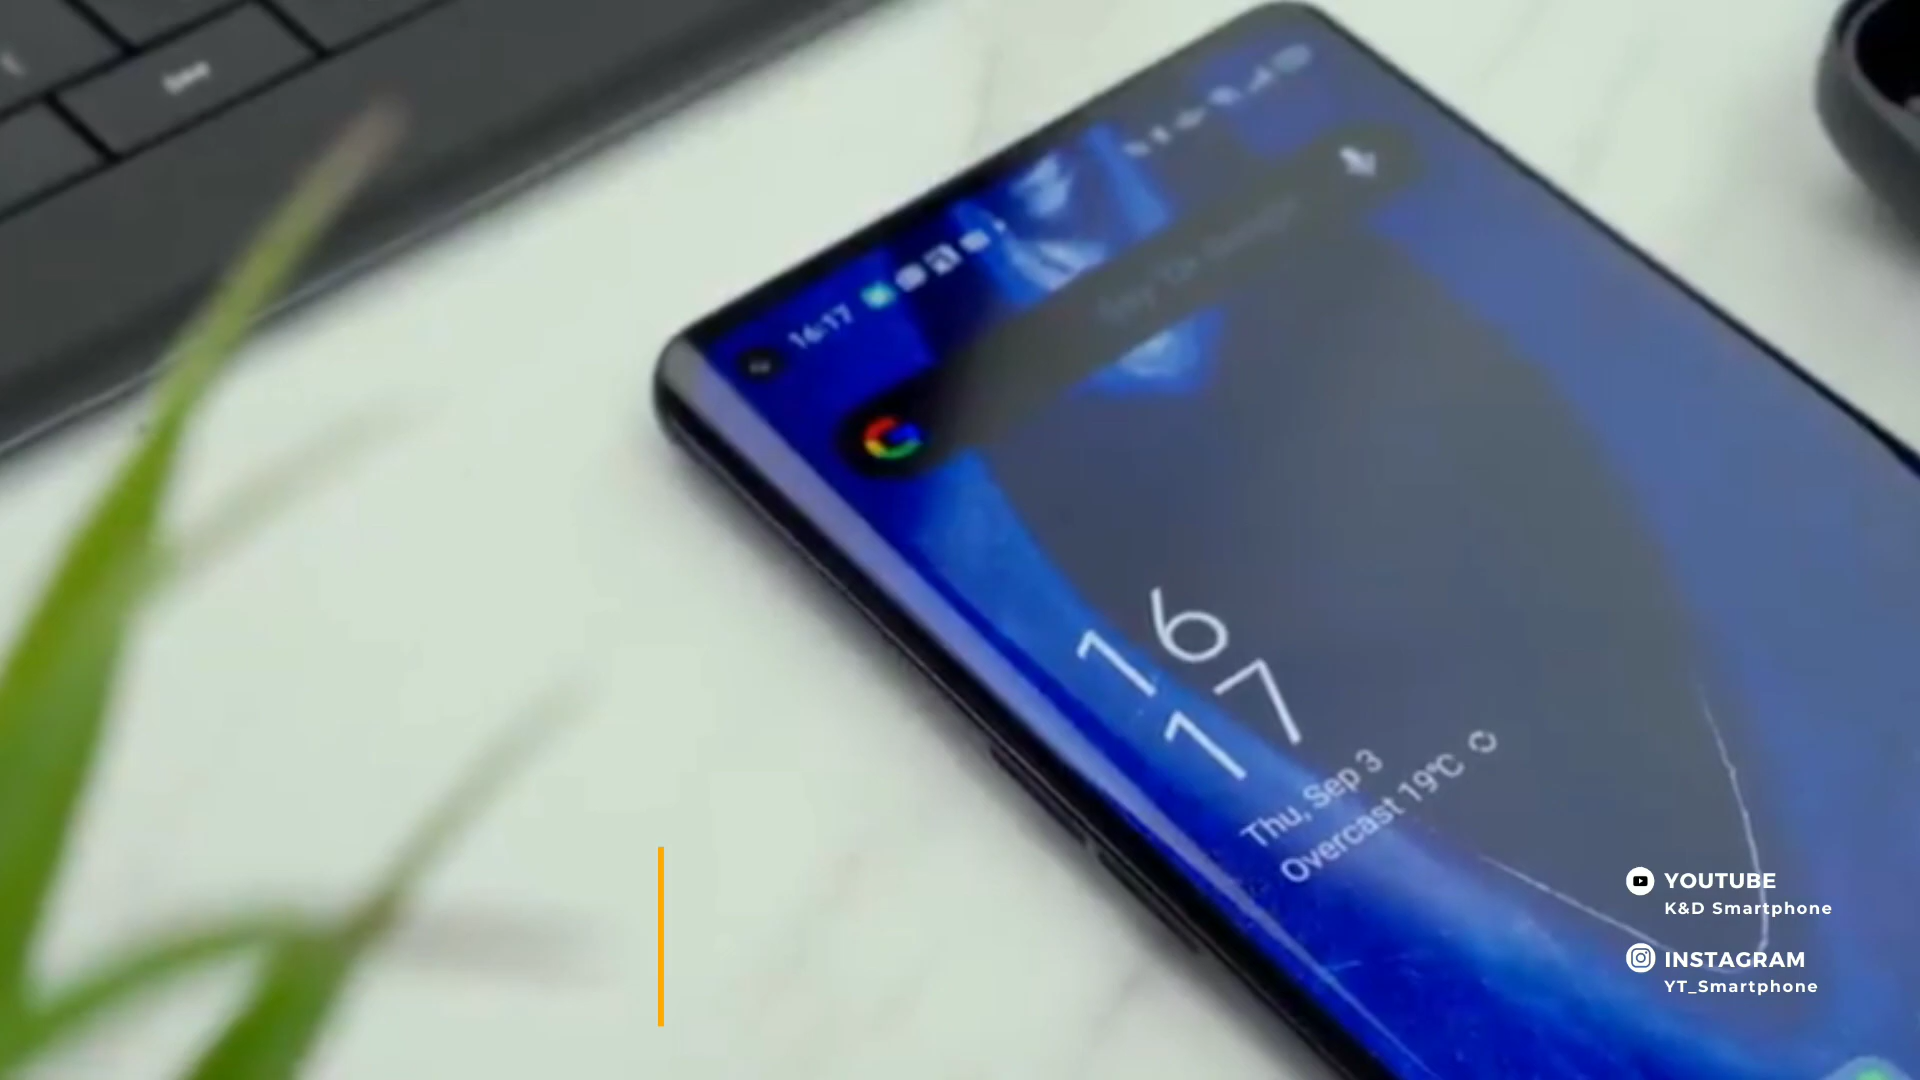 16:17
G
16
17
Thu, Sep 3
Overcast 19°C
YOUTUBE
K&D Smartphone
INSTAGRAM
YT_Smartphone